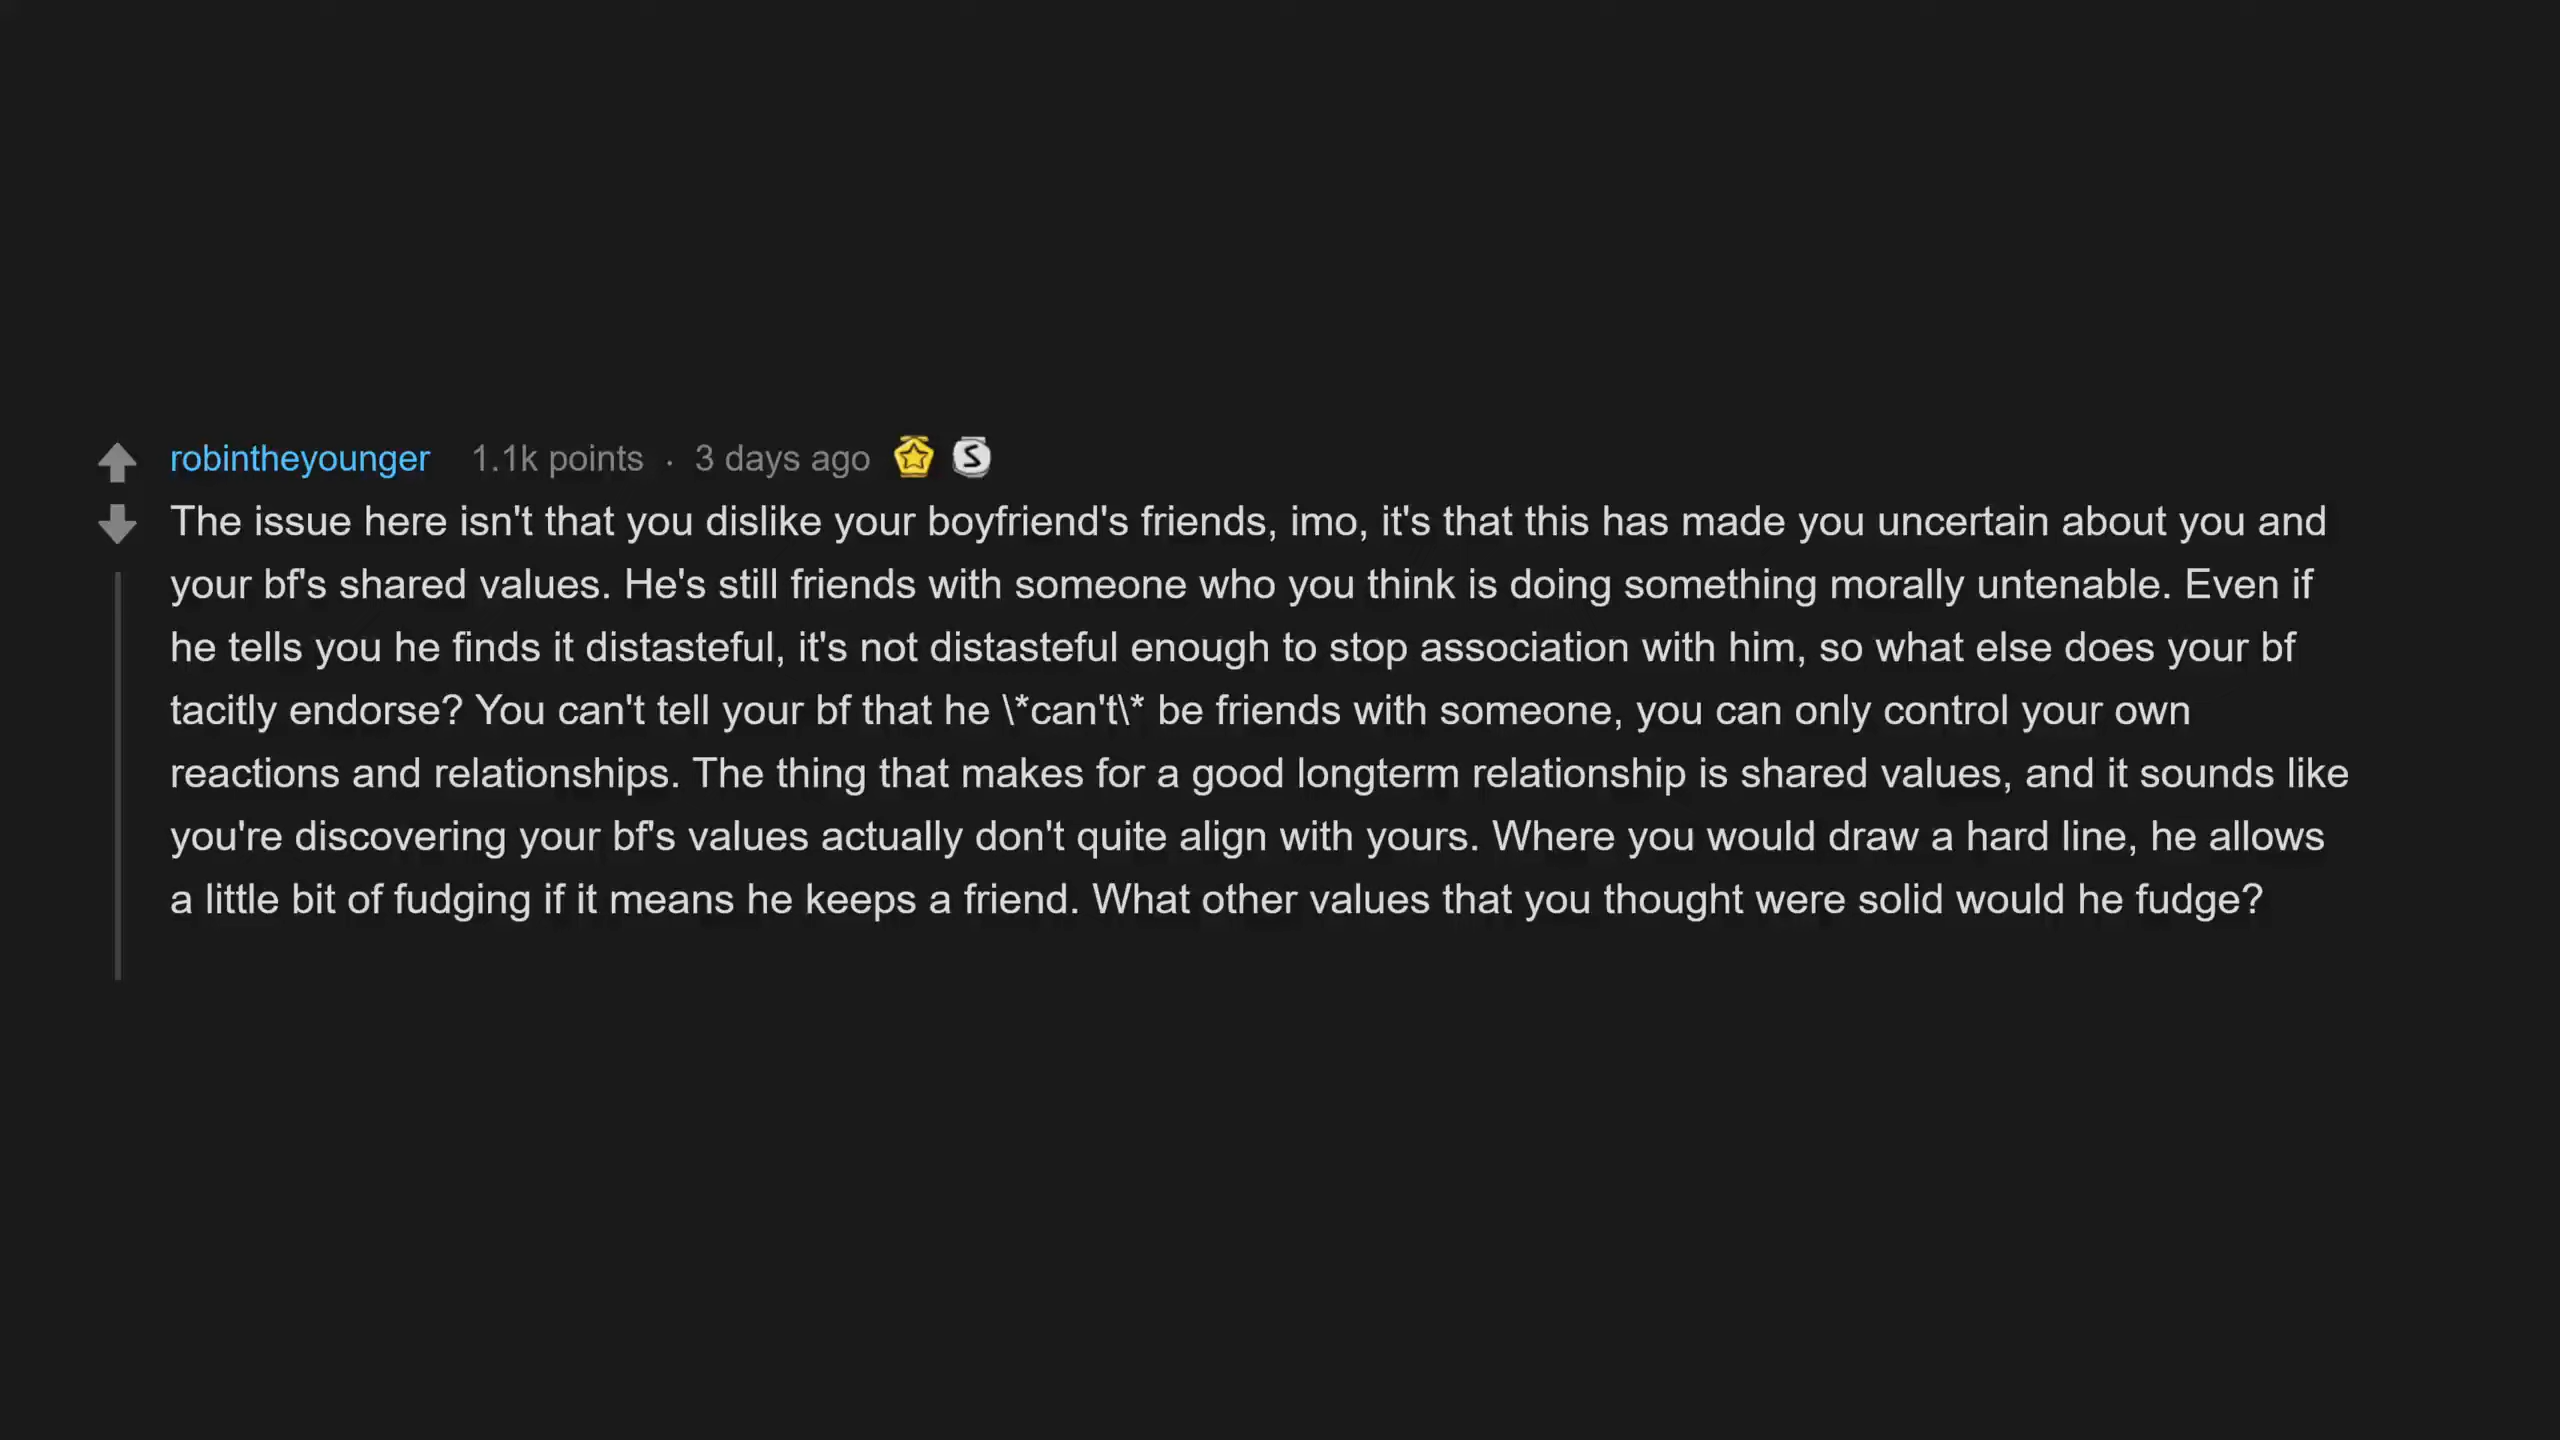 robintheyounger 1.1k points · 3 days ago S
The issue here isn't that you dislike your boyfriend's friends, imo, it's that this has made you uncertain about you and
your bf's shared values. He's still friends with someone who you think is doing something morally untenable. Even if
he tells you he finds it distasteful, it's not distasteful enough to stop association with him, so what else does your bf
tacitly endorse? You can't tell your bf that he \*can't\* be friends with someone, you can only control your own
reactions and relationships. The thing that makes for a good longterm relationship is shared values, and it sounds like
you're discovering your bf's values actually don't quite align with yours. Where you would draw a hard line, he allows
a little bit of fudging if it means he keeps a friend. What other values that you thought were solid would he fudge?